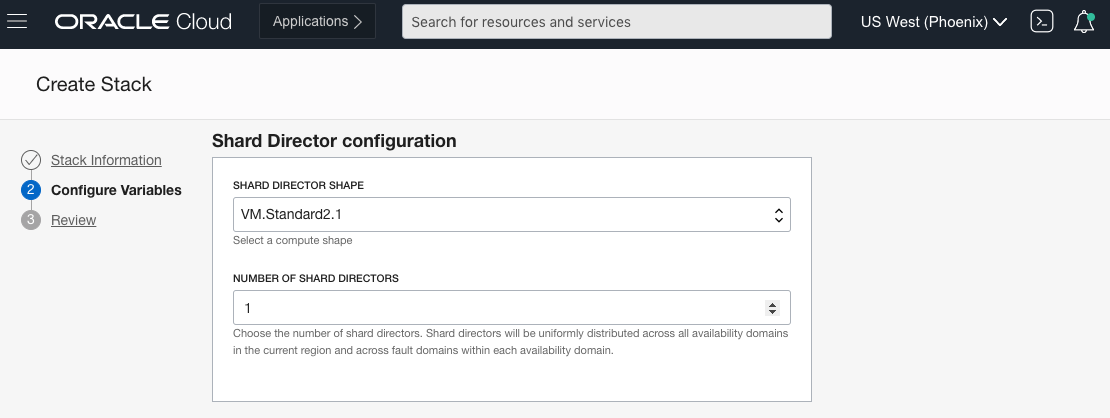 ORACLE Cloud Applications Search for resources and services US West (Phoenix)
Create Stack
Shard Director configuration
Stack Information
2 Configure Variables
3 Review
SHARD DIRECTOR SHAPE
VM.Standard2.1
Select a compute shape
NUMBER OF SHARD DIRECTORS
1
Choose the number of shard directors. Shard directors will be uniformly distributed across all availability domains
in the current region and across fault domains within each availability domain.